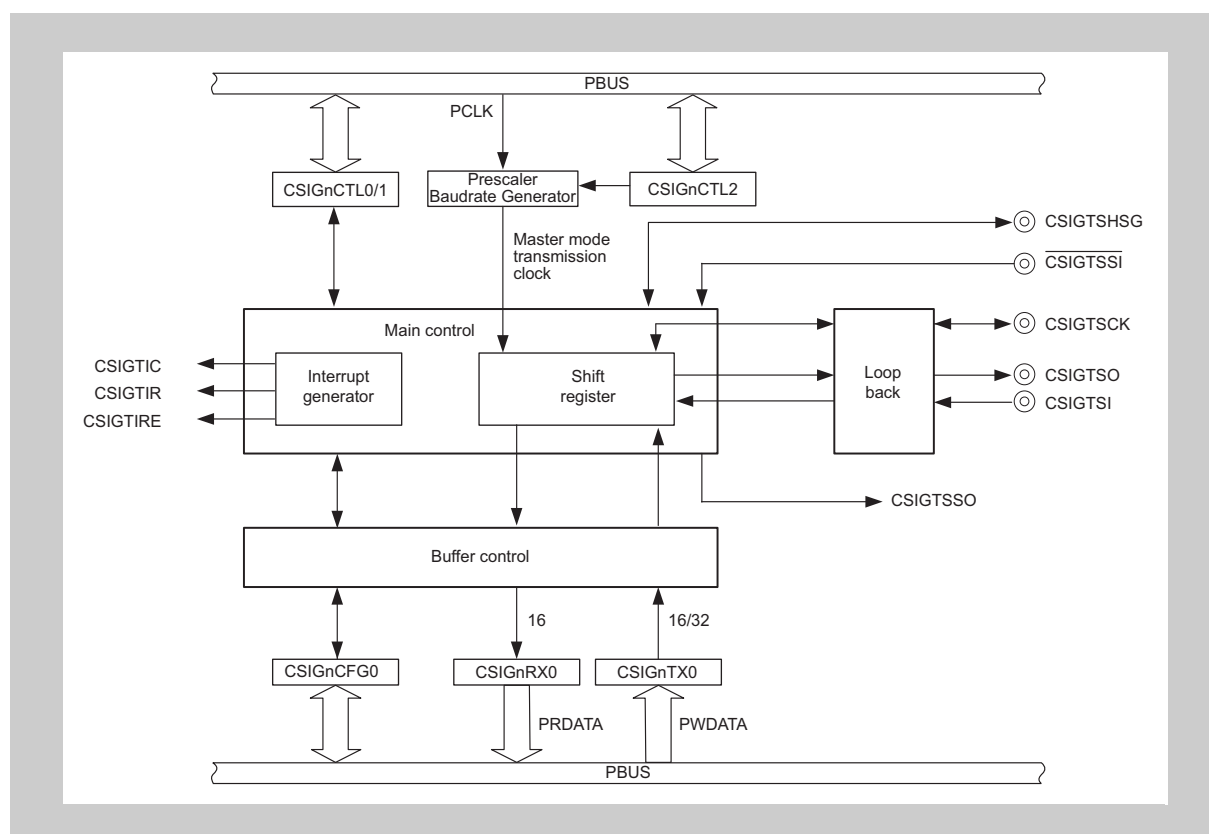 PBUS
PCLK
CSIGnCTL0/1
Prescaler
Baudrate Generator
CSIGnCTL2
CSIGTSHSG
Master mode
transmission
clock
CSIGTSSI
Main control
CSIGTSCK
CSIGTIC
CSIGTIR
CSIGTIRE
Interrupt
generator
Shift
register
Loop
back
CSIGTSO
CSIGTSI
CSIGTSSO
Buffer control
16
16/32
CSIGnCFG0
CSIGnRX0
CSIGnTX0
PRDATA
PWDATA
PBUS